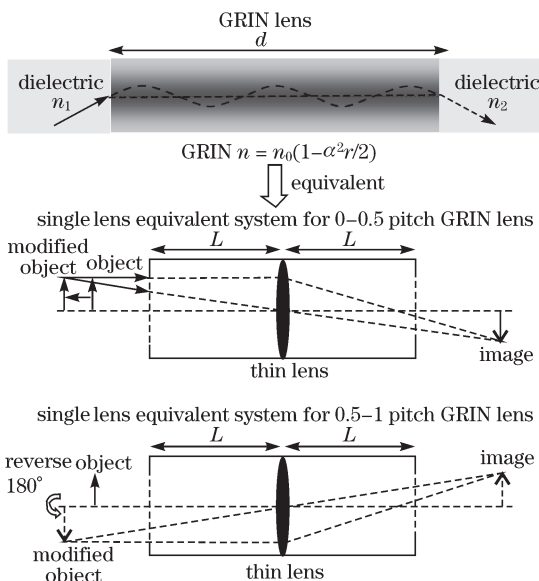 GRIN lens
d
dielectric
n₁
dielectric
n₂
GRIN n = n₀(1−α²r/2)
equivalent
single lens equivalent system for 0−0.5 pitch GRIN lens
L L
modified
object object
image
thin lens
single lens equivalent system for 0.5−1 pitch GRIN lens
L L
reverse object
180°
image
modified
object
thin lens